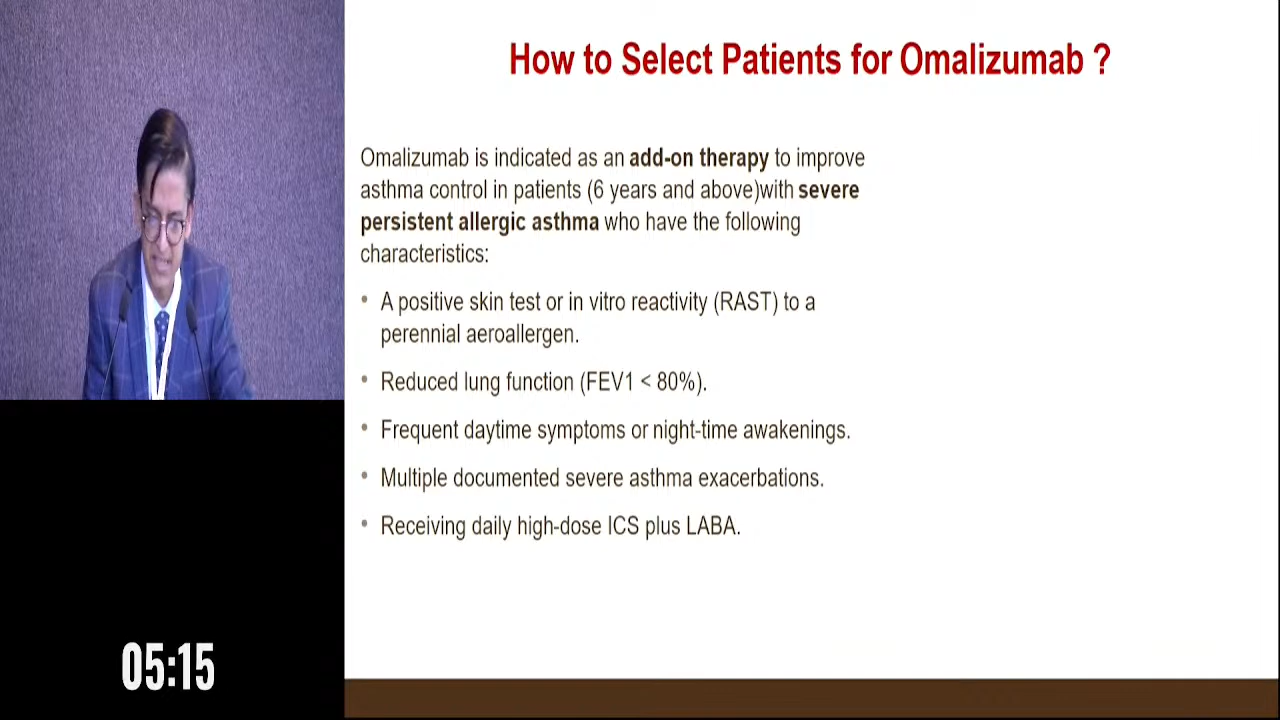 How to Select Patients for Omalizumab ?
Omalizumab is indicated as an add-on therapy to improve
asthma control in patients (6 years and above)with severe
persistent allergic asthma who have the following
characteristics:
• A positive skin test or in vitro reactivity (RAST) to a
perennial aeroallergen.
• Reduced lung function (FEV1 < 80%).
• Frequent daytime symptoms or night-time awakenings.
• Multiple documented severe asthma exacerbations.
• Receiving daily high-dose ICS plus LABA.
05:15